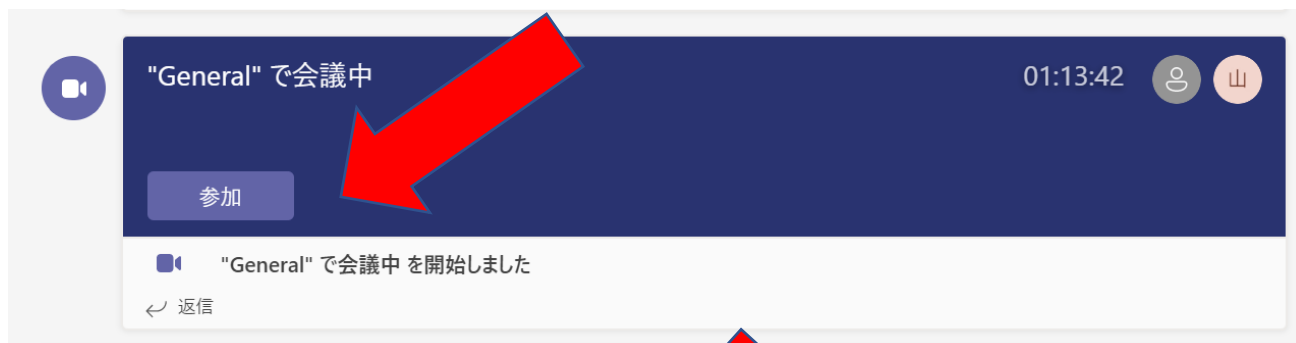 "General" で会議中
01:13:42
山
参加
"General" で会議中 を開始しました
返信